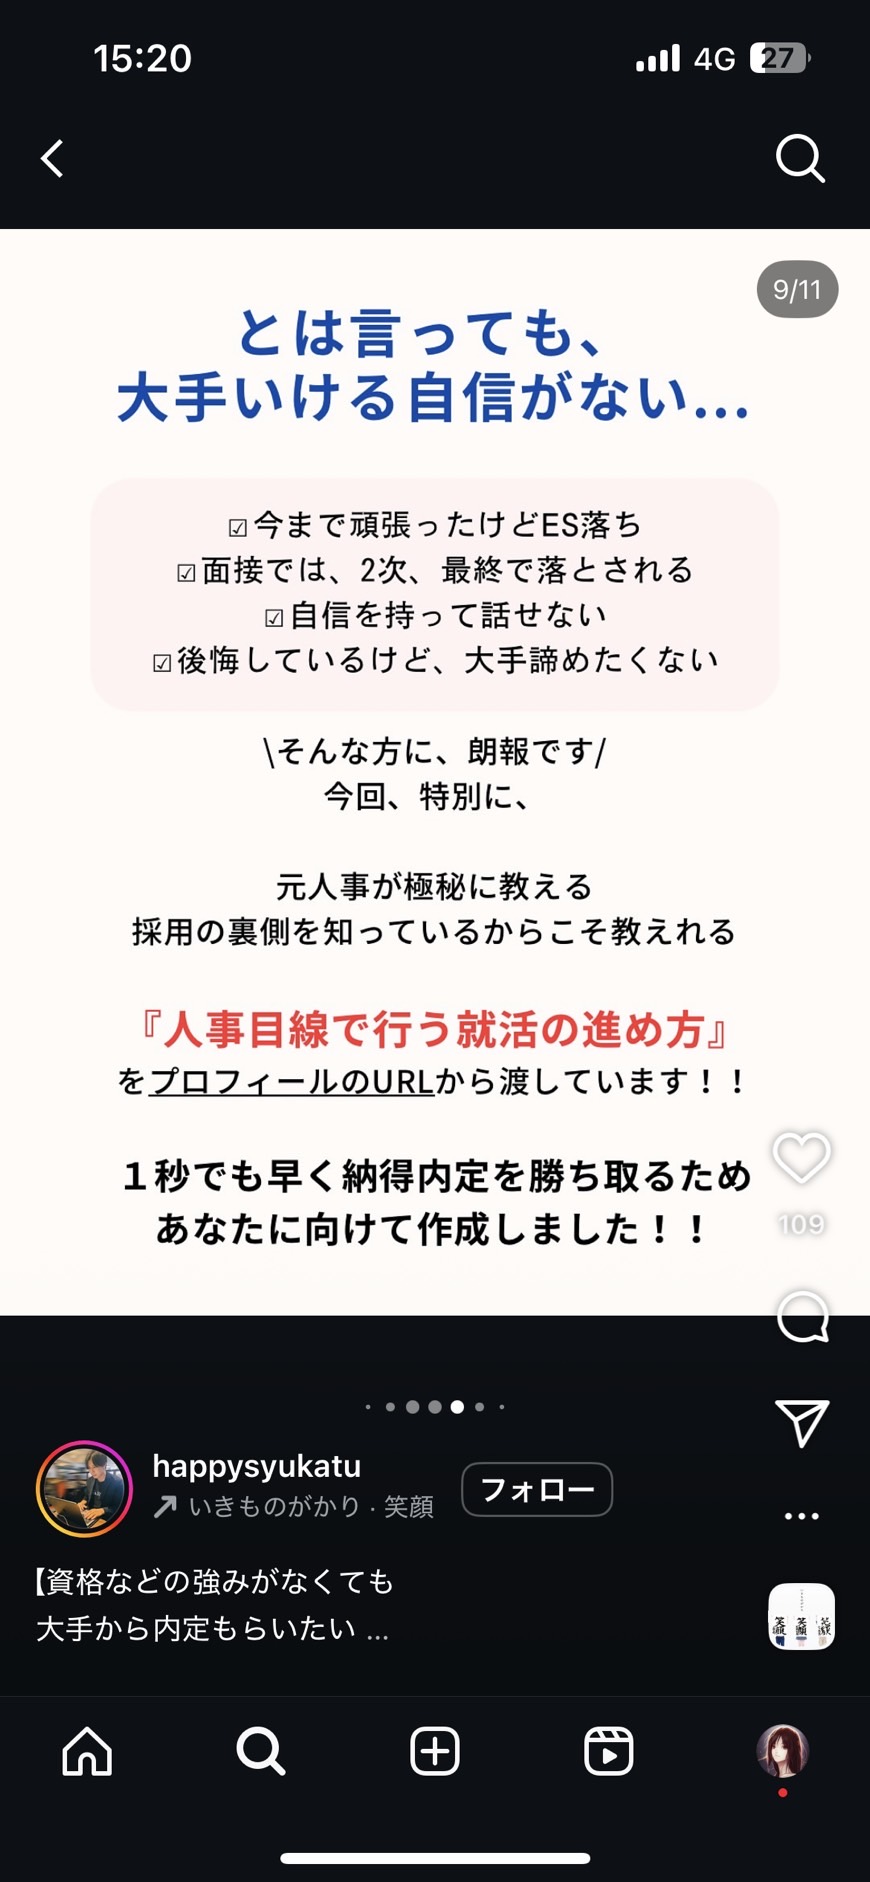 15:20
4G 27
9/11
とは言っても、
大手いける自信がない...
☑今まで頑張ったけどES落ち
☑面接では、2次、最終で落とされる
☑自信を持って話せない
☑後悔しているけど、大手諦めたくない
\そんな方に、朗報です/
今回、特別に、
元人事が極秘に教える
採用の裏側を知っているからこそ教えれる
『人事目線で行う就活の進め方』
をプロフィールのURLから渡しています！！
１秒でも早く納得内定を勝ち取るため
あなたに向けて作成しました！！
109
happysyukatu
いきものがかり · 笑顔
フォロー
【資格などの強みがなくても
大手から内定もらいたい ...
笑顔 笑顔 笑顔